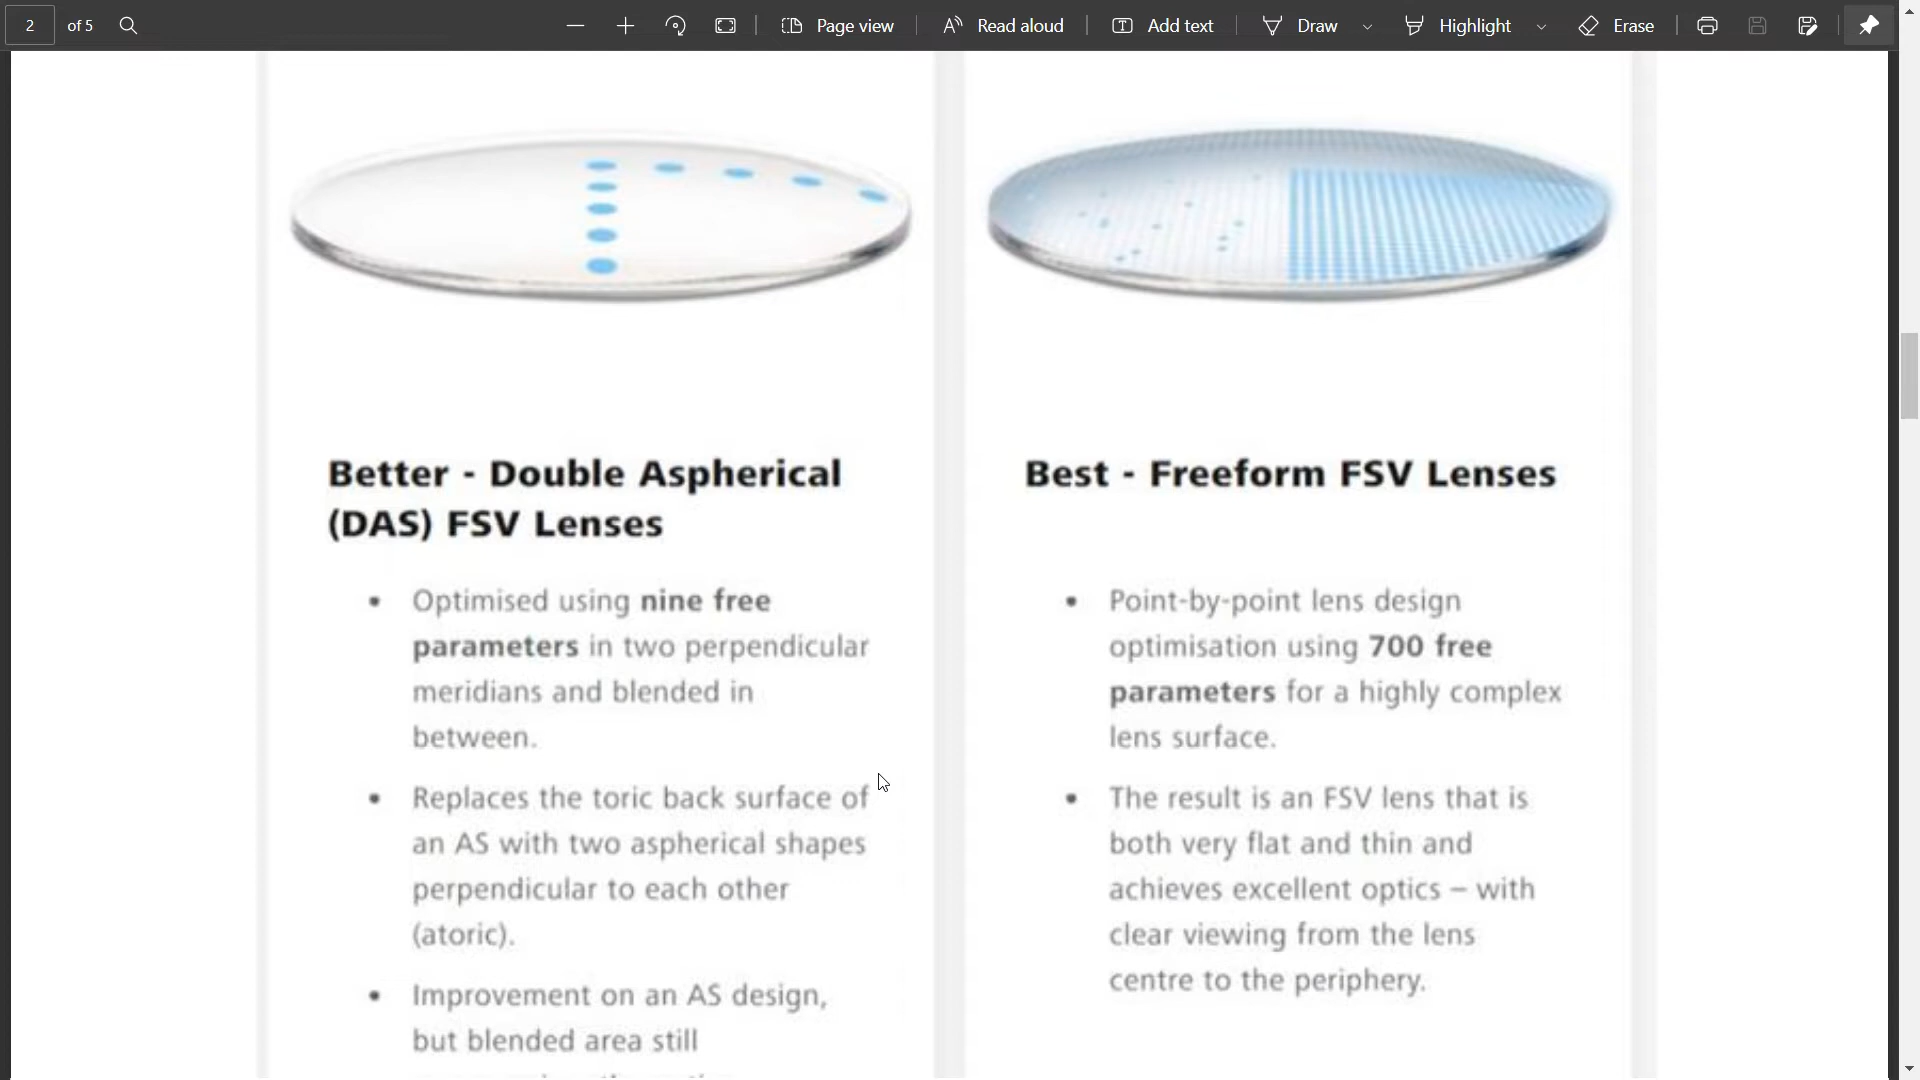 2 of 5 Page view Read aloud Add text Draw Highlight Erase
Better - Double Aspherical
(DAS) FSV Lenses
• Optimised using nine free
parameters in two perpendicular
meridians and blended in
between.
• Replaces the toric back surface of
an AS with two aspherical shapes
perpendicular to each other
(atoric).
• Improvement on an AS design,
but blended area still
Best - Freeform FSV Lenses
• Point-by-point lens design
optimisation using 700 free
parameters for a highly complex
lens surface.
• The result is an FSV lens that is
both very flat and thin and
achieves excellent optics – with
clear viewing from the lens
centre to the periphery.